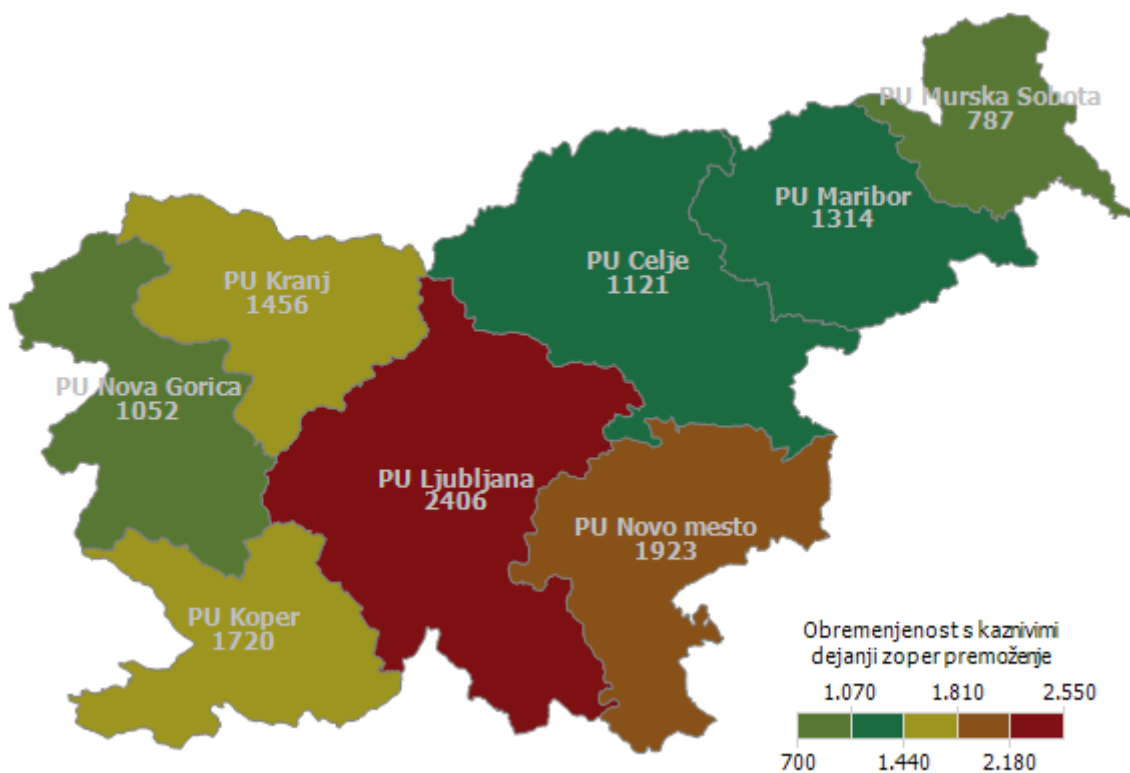 PU Murska Sobota
787
PU Maribor
1314
PU Celje
1121
PU Kranj
1456
PU Nova Gorica
1052
PU Ljubljana
2406
PU Novo mesto
1923
PU Koper
1720
Obremenjenost s kaznivimi
dejanji zoper premoženje
1.070 1.810 2.550
700 1.440 2.180